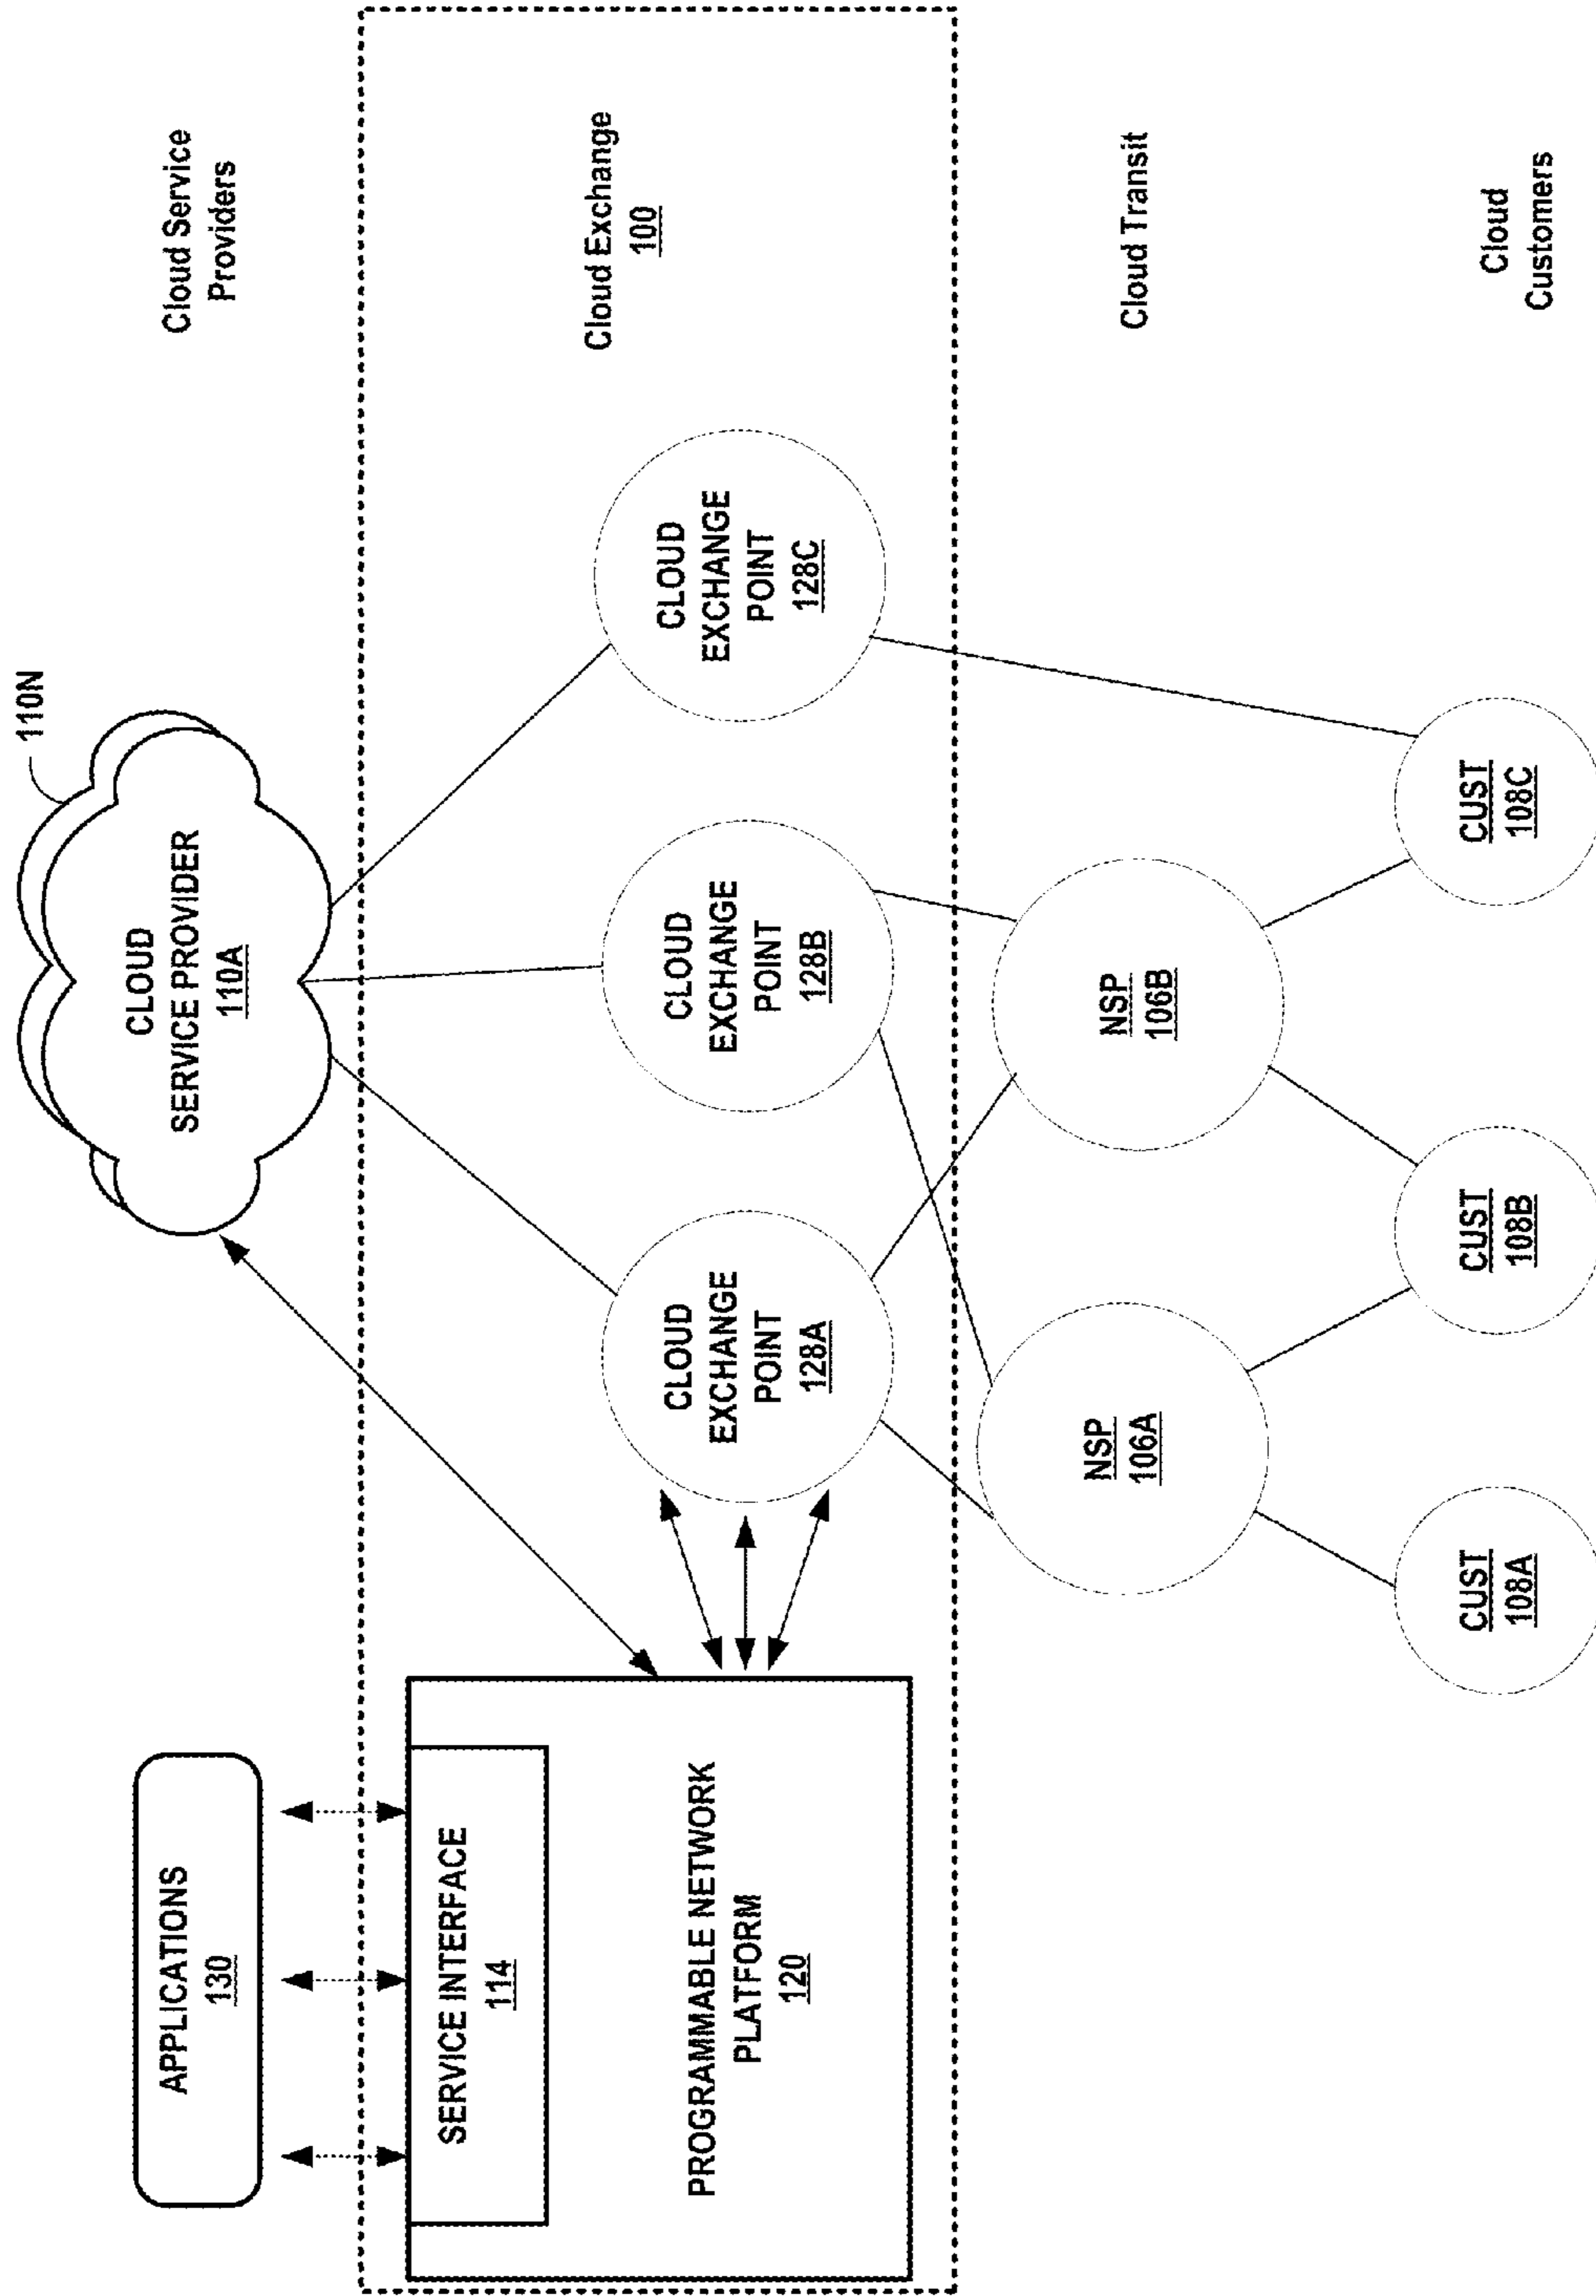 110N
CLOUD
SERVICE PROVIDER
110A
Cloud Service
Providers
APPLICATIONS
130
SERVICE INTERFACE
114
PROGRAMMABLE NETWORK
PLATFORM
120
CLOUD
EXCHANGE
POINT
128A
CLOUD
EXCHANGE
POINT
128B
CLOUD
EXCHANGE
POINT
128C
Cloud Exchange
100
NSP
106A
NSP
106B
Cloud Transit
CUST
108A
CUST
108B
CUST
108C
Cloud
Customers